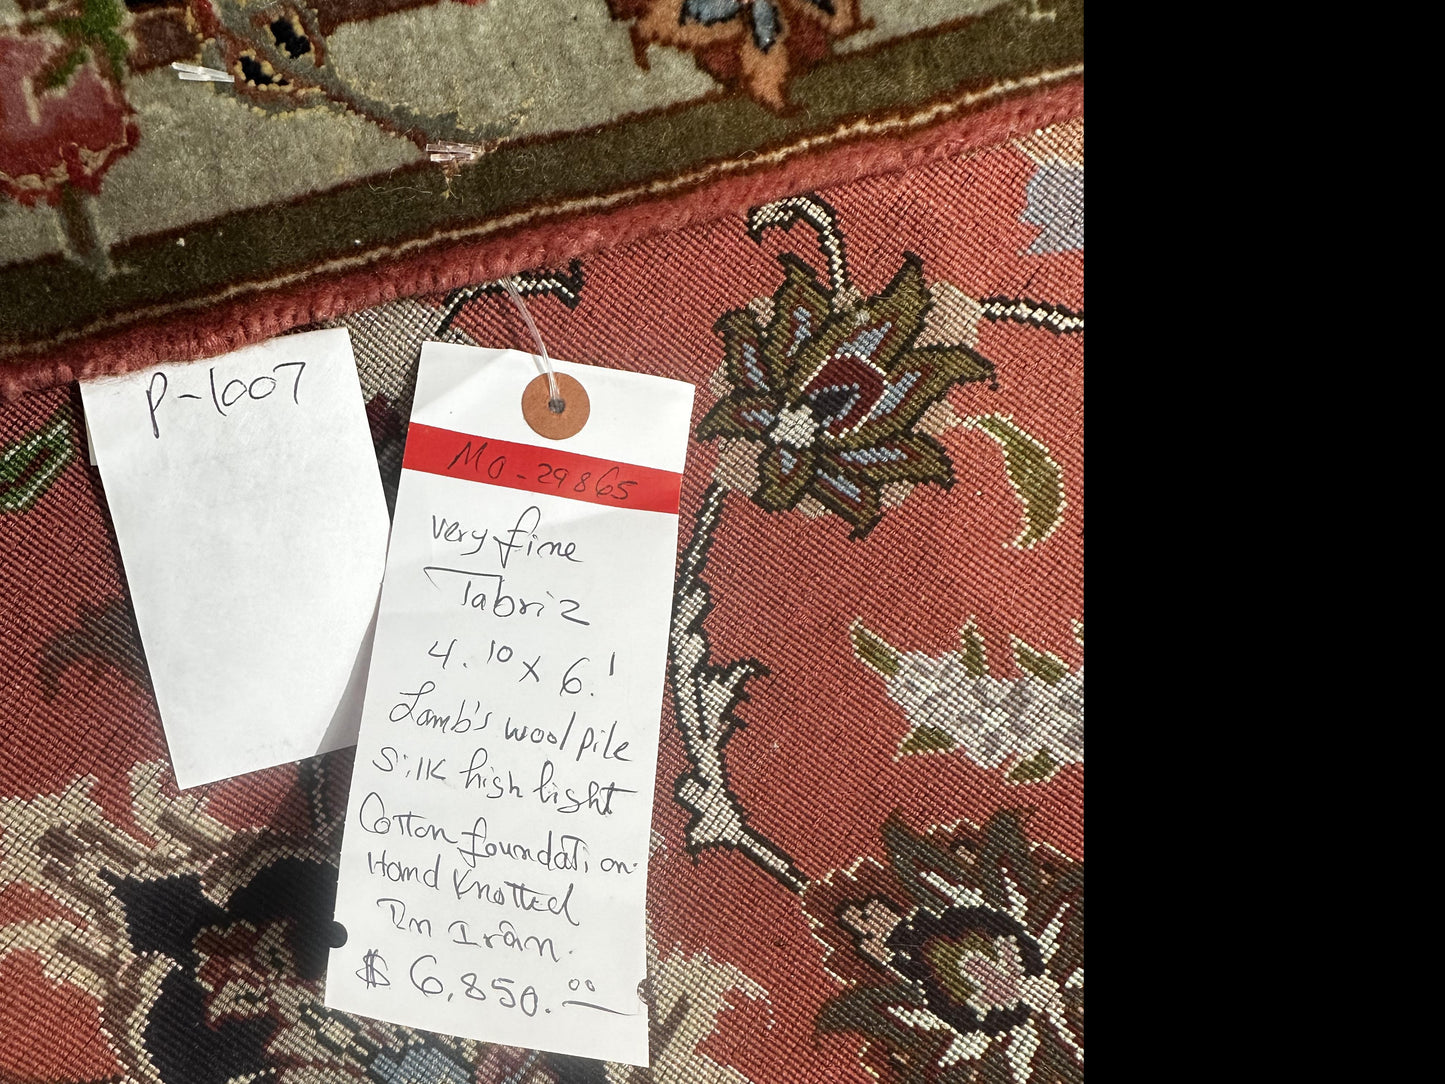 P-1007
MO-29865
very fine
Tabriz
4.10 x 6.1
Lamb's wool pile
Silk high light
Cotton foundation.
Hand Knotted
In Iran.
$ 6,850.00